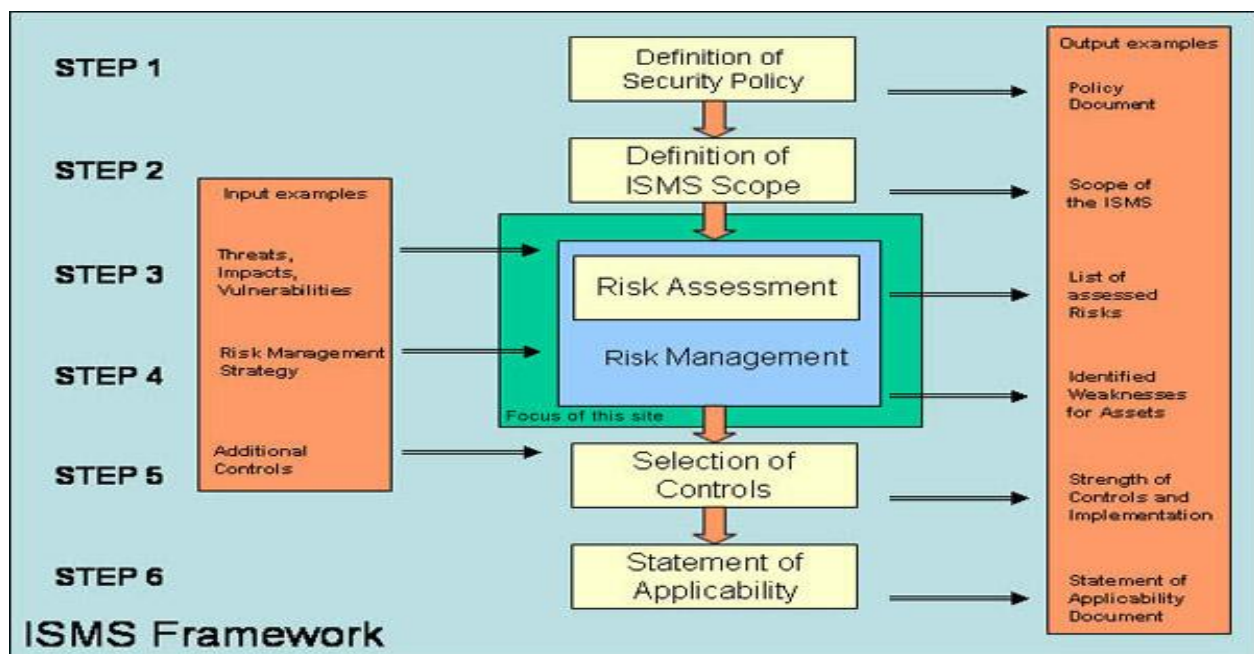 STEP 1
STEP 2
STEP 3
STEP 4
STEP 5
STEP 6
Input examples
Threats,
Impacts,
Vulnerabilities
Risk Management
Strategy
Additional
Controls
Definition of
Security Policy
Definition of
ISMS Scope
Risk Assessment
Risk Management
Focus of this site
Selection of
Controls
Statement of
Applicability
Output examples
Policy
Document
Scope of
the ISMS
List of
assessed
Risks
Identified
Weaknesses
for Assets
Strength of
Controls and
Implementation
Statement of
Applicability
Document
ISMS Framework